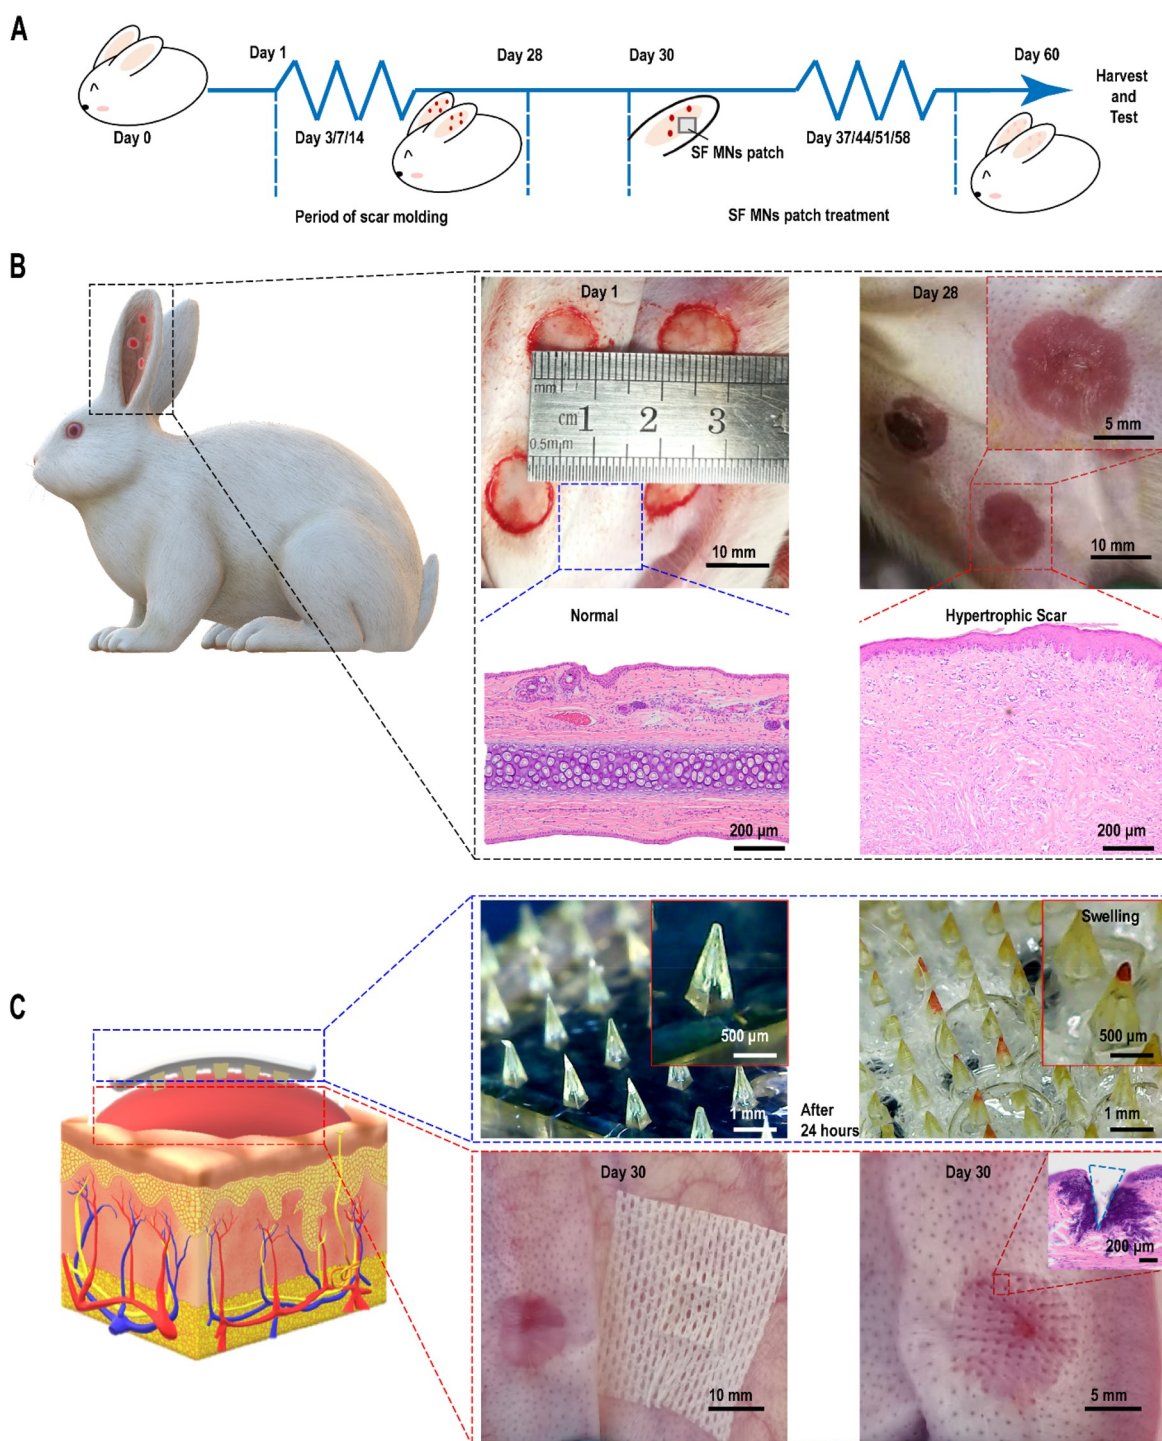 A
Day 1
Day 28
Day 30
Day 60
Harvest
and
Test
Day 0
Day 3/7/14
SF MNs patch
Day 37/44/51/58
Period of scar molding
SF MNs patch treatment
B
Day 1
Day 28
mm
cm 1 2 3
0.5mm
5 mm
10 mm
10 mm
Normal
Hypertrophic Scar
200 µm
200 µm
C
Swelling
500 µm
500 µm
1 mm
After
24 hours
1 mm
Day 30
Day 30
200 µm
10 mm
5 mm